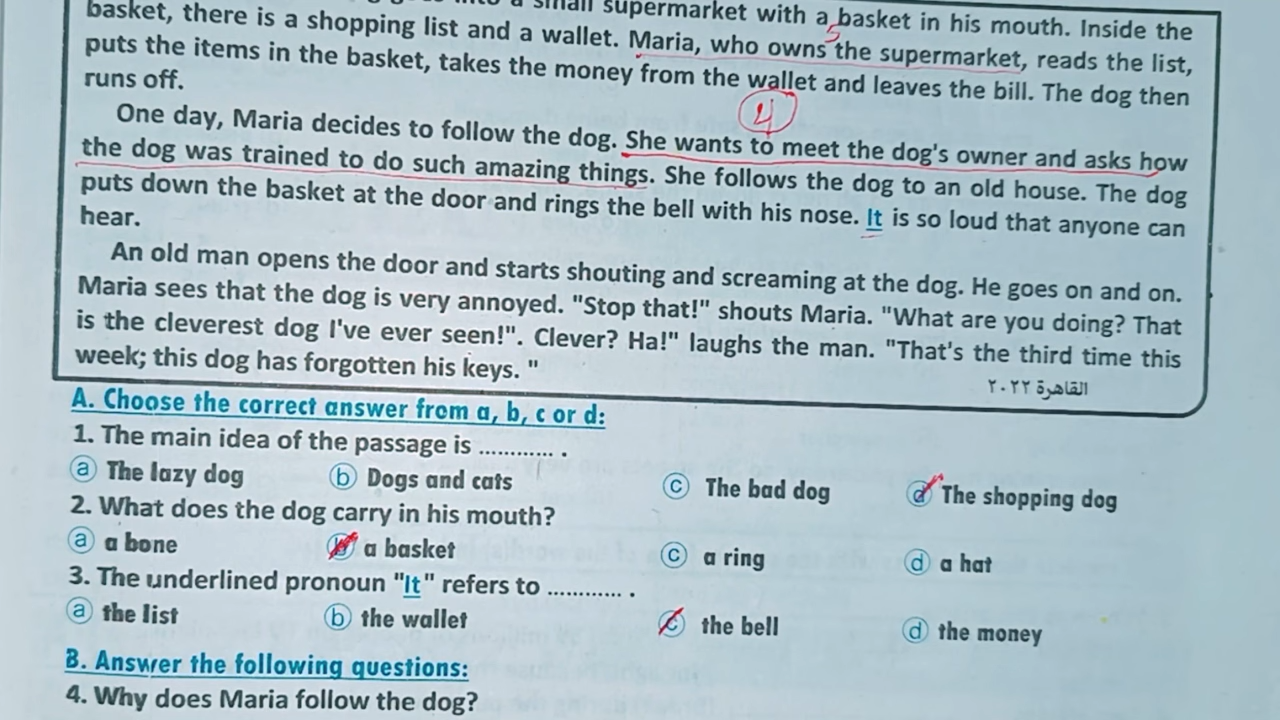 a small supermarket with a basket in his mouth. Inside the
basket, there is a shopping list and a wallet. Maria, who owns the supermarket, reads the list,
5
puts the items in the basket, takes the money from the wallet and leaves the bill. The dog then
runs off.
4
One day, Maria decides to follow the dog. She wants to meet the dog's owner and asks how
the dog was trained to do such amazing things. She follows the dog to an old house. The dog
puts down the basket at the door and rings the bell with his nose. It is so loud that anyone can
hear.
An old man opens the door and starts shouting and screaming at the dog. He goes on and on.
Maria sees that the dog is very annoyed. "Stop that!" shouts Maria. "What are you doing? That
is the cleverest dog I've ever seen!". Clever? Ha!" laughs the man. "That's the third time this
week; this dog has forgotten his keys. "
القاهرة ٢٠٢٢
A. Choose the correct answer from a, b, c or d:
1. The main idea of the passage is ............ .
a The lazy dog b Dogs and cats c The bad dog d The shopping dog
2. What does the dog carry in his mouth?
a a bone b a basket c a ring d a hat
3. The underlined pronoun "It" refers to ............ .
a the list b the wallet c the bell d the money
B. Answer the following questions:
4. Why does Maria follow the dog?